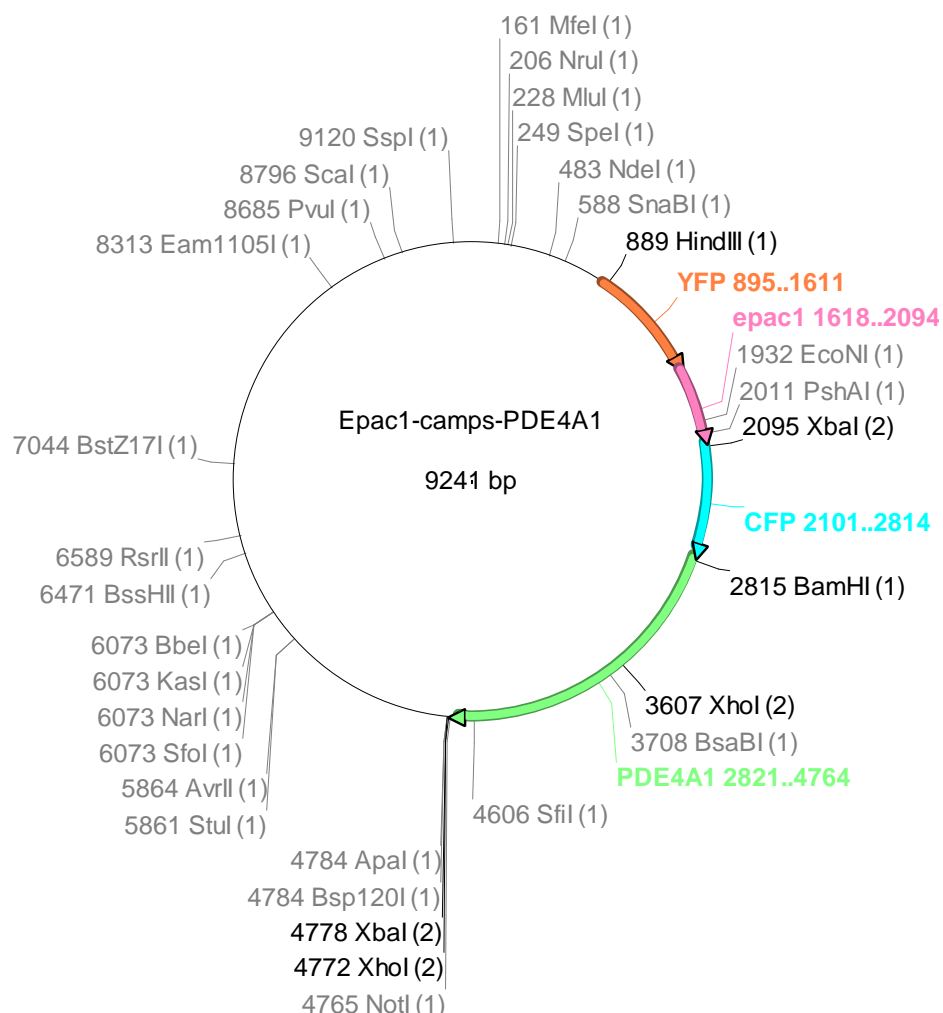 161 MfeI (1)
206 NruI (1)
228 MluI (1)
9120 SspI (1)
249 SpeI (1)
8796 ScaI (1)
483 NdeI (1)
8685 PvuI (1)
588 SnaBI (1)
8313 Eam1105I (1)
889 HindIII (1)
YFP 895..1611
epac1 1618..2094
1932 EcoNI (1)
2011 PshAI (1)
Epac1-camps-PDE4A1
2095 XbaI (2)
7044 BstZ17I (1)
9241 bp
CFP 2101..2814
6589 RsrII (1)
2815 BamHI (1)
6471 BssHII (1)
6073 BbeI (1)
6073 KasI (1)
3607 XhoI (2)
6073 NarI (1)
3708 BsaBI (1)
6073 SfoI (1)
PDE4A1 2821..4764
5864 AvrII (1)
4606 SfiI (1)
5861 StuI (1)
4784 ApaI (1)
4784 Bsp120I (1)
4778 XbaI (2)
4772 XhoI (2)
4765 NotI (1)